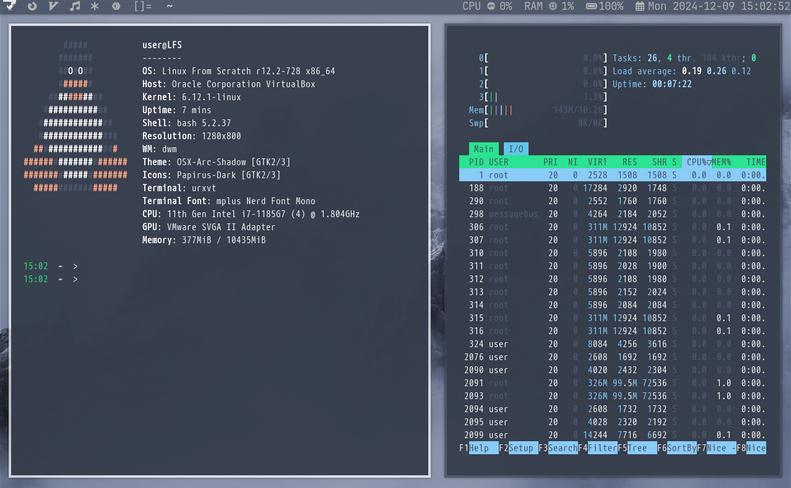 []= ~ CPU 0% RAM 1% 100% Mon 2024-12-09 15:02:52
user@LFS
--------
OS: Linux From Scratch r12.2-728 x86_64
Host: Oracle Corporation VirtualBox
Kernel: 6.12.1-linux
Uptime: 7 mins
Shell: bash 5.2.37
Resolution: 1280x800
WM: dwm
Theme: OSX-Arc-Shadow [GTK2/3]
Icons: Papirus-Dark [GTK2/3]
Terminal: urxvt
Terminal Font: mplus Nerd Font Mono
CPU: 11th Gen Intel i7-1185G7 (4) @ 1.804GHz
GPU: VMware SVGA II Adapter
Memory: 377MiB / 10435MiB
15:02 ~ >
15:02 ~ >
0[ 0.0%] Tasks: 26, 4 thr, 104 kthr; 0
1[ 0.0%] Load average: 0.19 0.26 0.12
2[ 0.0%] Uptime: 00:07:22
3[|| 1.3%]
Mem[|||||| 143M/10.2G]
Swp[ 0K/0K]
Main I/O
PID USER PRI NI VIRT RES SHR S CPU%▽MEM% TIME
1 root 20 0 2528 1508 1508 S 0.0 0.0 0:00.
188 root 20 0 17284 2920 1748 S 0.0 0.0 0:00.
290 root 20 0 2552 1760 1760 S 0.0 0.0 0:00.
298 messagebus 20 0 4264 2184 2052 S 0.0 0.0 0:00.
306 root 20 0 311M 12924 10852 S 0.0 0.1 0:00.
307 root 20 0 311M 12924 10852 S 0.0 0.1 0:00.
310 root 20 0 5896 2108 1980 S 0.0 0.0 0:00.
311 root 20 0 5896 2028 1900 S 0.0 0.0 0:00.
312 root 20 0 5896 2108 1980 S 0.0 0.0 0:00.
313 root 20 0 5896 2152 2024 S 0.0 0.0 0:00.
314 root 20 0 5896 2084 2084 S 0.0 0.0 0:00.
315 root 20 0 311M 12924 10852 S 0.0 0.1 0:00.
316 root 20 0 311M 12924 10852 S 0.0 0.1 0:00.
324 user 20 0 8084 4256 3616 S 0.0 0.0 0:00.
2076 user 20 0 2608 1692 1692 S 0.0 0.0 0:00.
2090 user 20 0 4020 2432 2304 S 0.0 0.0 0:00.
2091 root 20 0 326M 99.5M 72536 S 0.0 1.0 0:00.
2093 root 20 0 326M 99.5M 72536 S 0.0 1.0 0:00.
2094 user 20 0 2608 1732 1732 S 0.0 0.0 0:00.
2095 user 20 0 4028 2320 2192 S 0.0 0.0 0:00.
2099 user 20 0 14244 7716 6692 S 0.0 0.1 0:00.
F1Help F2Setup F3SearchF4FilterF5Tree F6SortByF7Nice -F8Nice